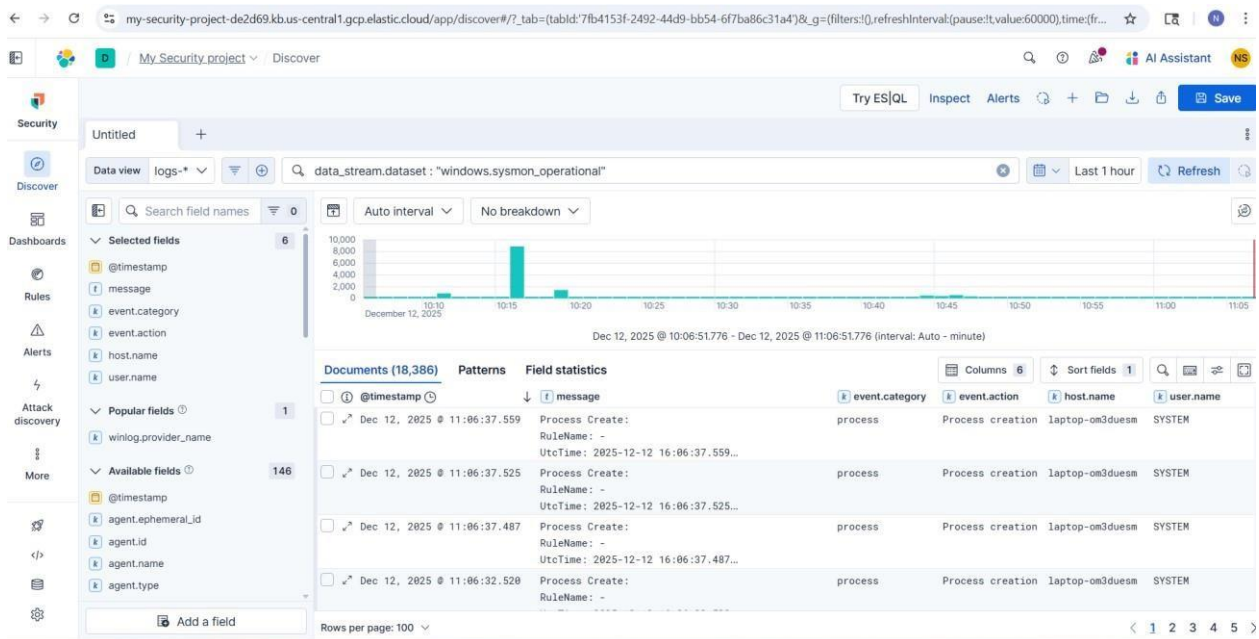 my-security-project-de2d69.kb.us-central1.gcp.elastic.cloud/app/discover#/?_tab=(tabId:'7fb4153f-2492-44d9-bb54-6f7ba86c31a4')&_g=(filters:!(),refreshInterval:(pause:!t,value:60000),time:(fr...
N
D / My Security project / Discover
AI Assistant NS
Try ES|QL Inspect Alerts Save
Security
Discover
Dashboards
Rules
Alerts
Attack
discovery
More
Untitled +
Data view logs-* data_stream.dataset : "windows.sysmon_operational" Last 1 hour Refresh
Search field names 0
Selected fields 6
@timestamp
message
event.category
event.action
host.name
user.name
Popular fields 1
winlog.provider_name
Available fields 146
@timestamp
agent.ephemeral_id
agent.id
agent.name
agent.type
Add a field
Auto interval No breakdown
10,000
8,000
6,000
4,000
2,000
0
10:10 10:15 10:20 10:25 10:30 10:35 10:40 10:45 10:50 10:55 11:00 11:05
December 12, 2025
Dec 12, 2025 @ 10:06:51.776 - Dec 12, 2025 @ 11:06:51.776 (interval: Auto - minute)
Documents (18,386) Patterns Field statistics Columns 6 Sort fields 1
@timestamp message event.category event.action host.name user.name
Dec 12, 2025 @ 11:06:37.559 Process Create: process Process creation laptop-om3duesm SYSTEM
RuleName: -
UtcTime: 2025-12-12 16:06:37.559...
Dec 12, 2025 @ 11:06:37.525 Process Create: process Process creation laptop-om3duesm SYSTEM
RuleName: -
UtcTime: 2025-12-12 16:06:37.525...
Dec 12, 2025 @ 11:06:37.487 Process Create: process Process creation laptop-om3duesm SYSTEM
RuleName: -
UtcTime: 2025-12-12 16:06:37.487...
Dec 12, 2025 @ 11:06:32.520 Process Create: process Process creation laptop-om3duesm SYSTEM
RuleName: -
Rows per page: 100 < 1 2 3 4 5 >